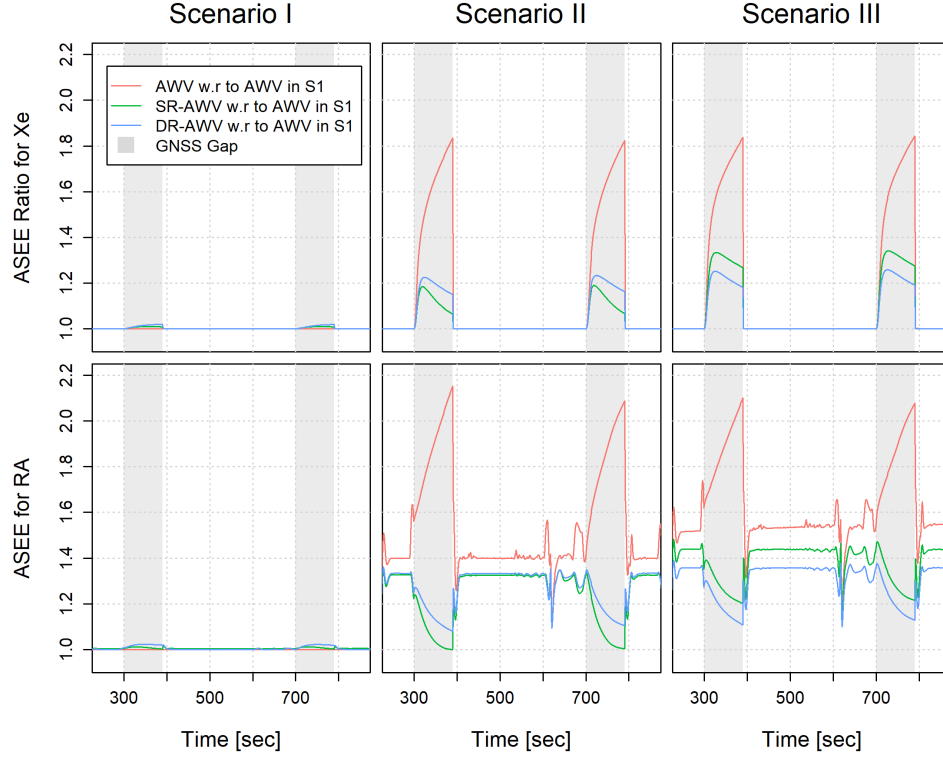 Scenario I
Scenario II
Scenario III
ASEE Ratio for Xe
2.2
2.0
1.8
1.6
1.4
1.2
1.0
AWV w.r to AWV in S1
SR-AWV w.r to AWV in S1
DR-AWV w.r to AWV in S1
GNSS Gap
ASEE for RA
2.2
2.0
1.8
1.6
1.4
1.2
1.0
300 500 700
300 500 700
300 500 700
Time [sec]
Time [sec]
Time [sec]